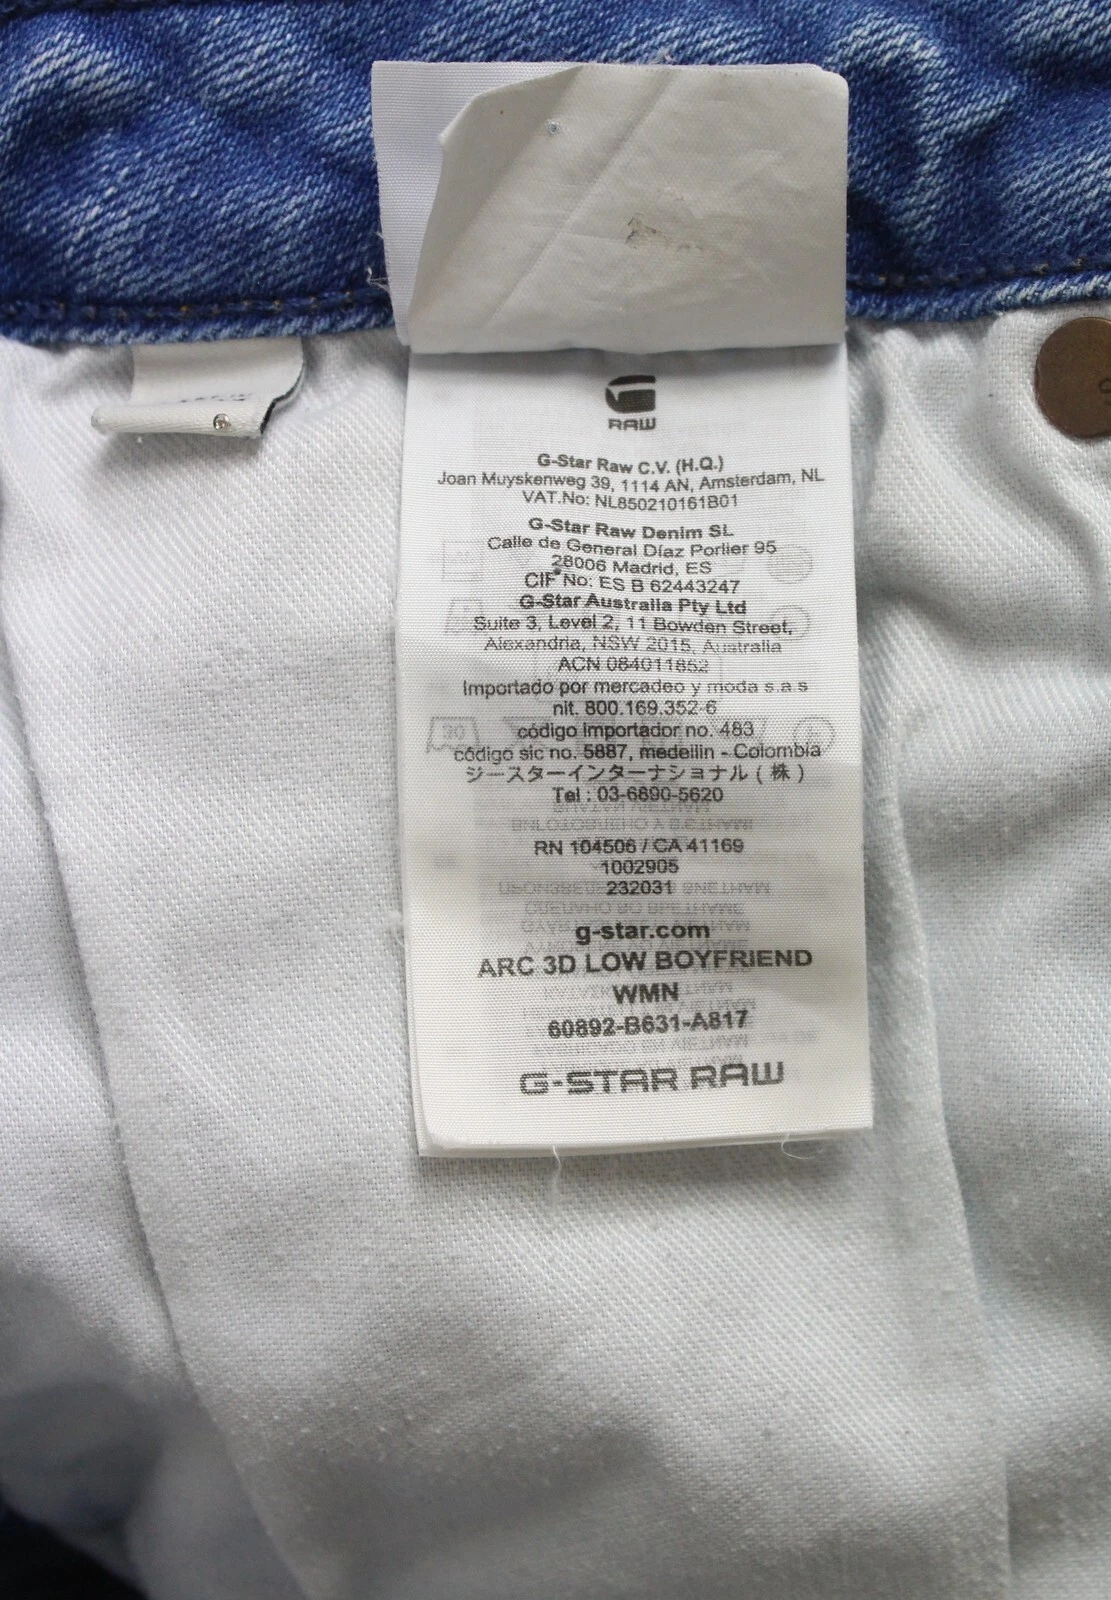 RAW
G-Star Raw C.V. (H.Q.)
Joan Muyskenweg 39, 1114 AN, Amsterdam, NL
VAT.No: NL850210161B01
G-Star Raw Denim SL
Calle de General Díaz Porlier 95
28006 Madrid, ES
CIF No: ES B 62443247
G-Star Australia Pty Ltd
Suite 3, Level 2, 11 Bowden Street,
Alexandria, NSW 2015, Australia
ACN 084011852
Importado por mercadeo y moda s.a.s
nit. 800.169.352-6
código importador no. 483
código sic no. 5887, medellin - Colombia
ジースターインターナショナル(株)
Tel : 03-6890-5620
RN 104506 / CA 41169
1002905
232031
g-star.com
ARC 3D LOW BOYFRIEND
WMN
60892-B631-A817
G-STAR RAW